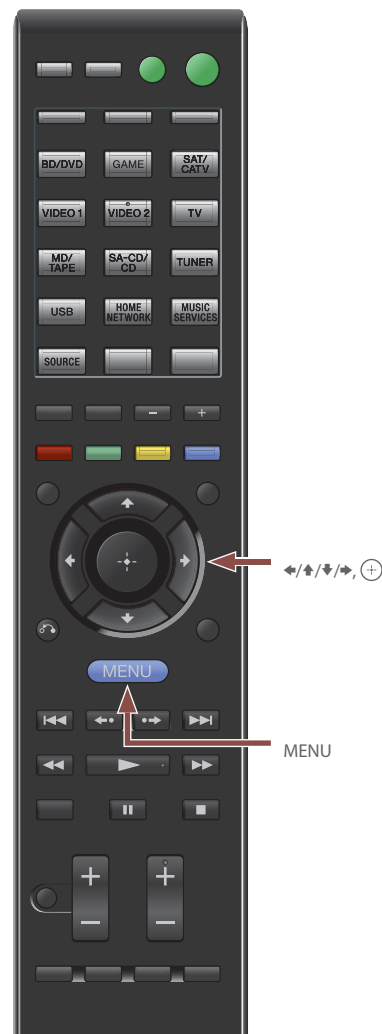 BD/DVD GAME SAT/
CATV
VIDEO 1 VIDEO 2 TV
MD/
TAPE SA-CD/
CD TUNER
USB HOME
NETWORK MUSIC
SERVICES
SOURCE
− +
←/↑/↓/→, ⊕
MENU
MENU
+ +
− −